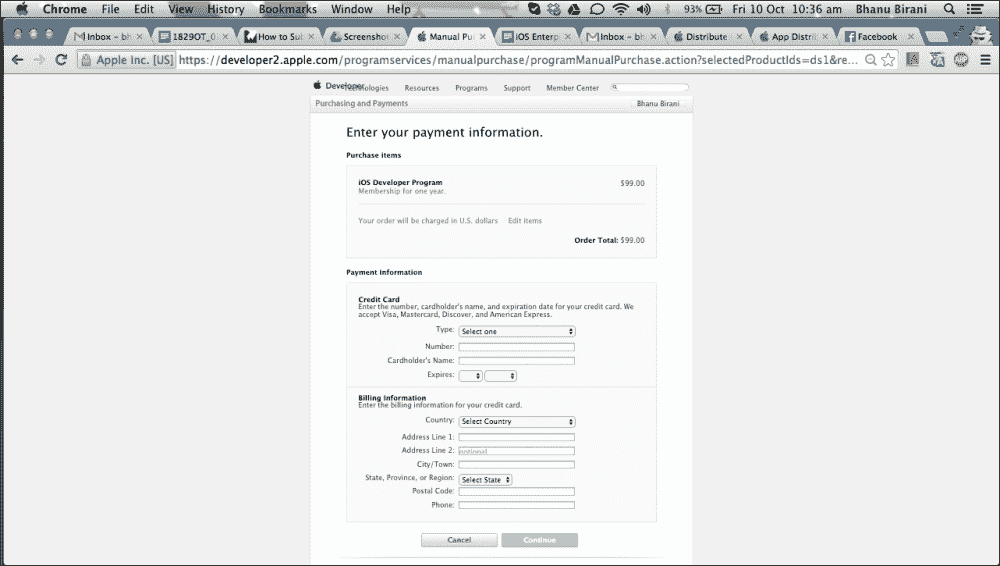 Chrome File Edit View History Bookmarks Window Help 93% Fri 10 Oct 10:36 am Bhanu Birani
Inbox – bh 1829OT_0 How to Sub Screenshot Manual Pur iOS Enterp Inbox – bh Distribute App Distrib Facebook
Apple Inc. [US] https://developer2.apple.com/programservices/manualpurchase/programManualPurchase.action?selectedProductIds=ds1&re...
Developer Technologies Resources Programs Support Member Center
Purchasing and Payments Bhanu Birani
Enter your payment information.
Purchase items
iOS Developer Program $99.00
Membership for one year.
Your order will be charged in U.S. dollars Edit items
Order Total: $99.00
Payment Information
Credit Card
Enter the number, cardholder's name, and expiration date for your credit card. We
accept Visa, Mastercard, Discover, and American Express.
Type: Select one
Number:
Cardholder's Name:
Expires:
Billing Information
Enter the billing information for your credit card.
Country: Select Country
Address Line 1:
Address Line 2: optional
City/Town:
State, Province, or Region: Select State
Postal Code:
Phone:
Cancel Continue